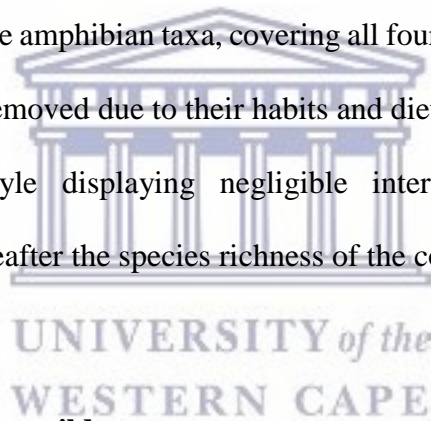 e amphibian taxa, covering all four
emoved due to their habits and diet
yle displaying negligible inter
eafter the species richness of the co
UNIVERSITY of the
WESTERN CAPE